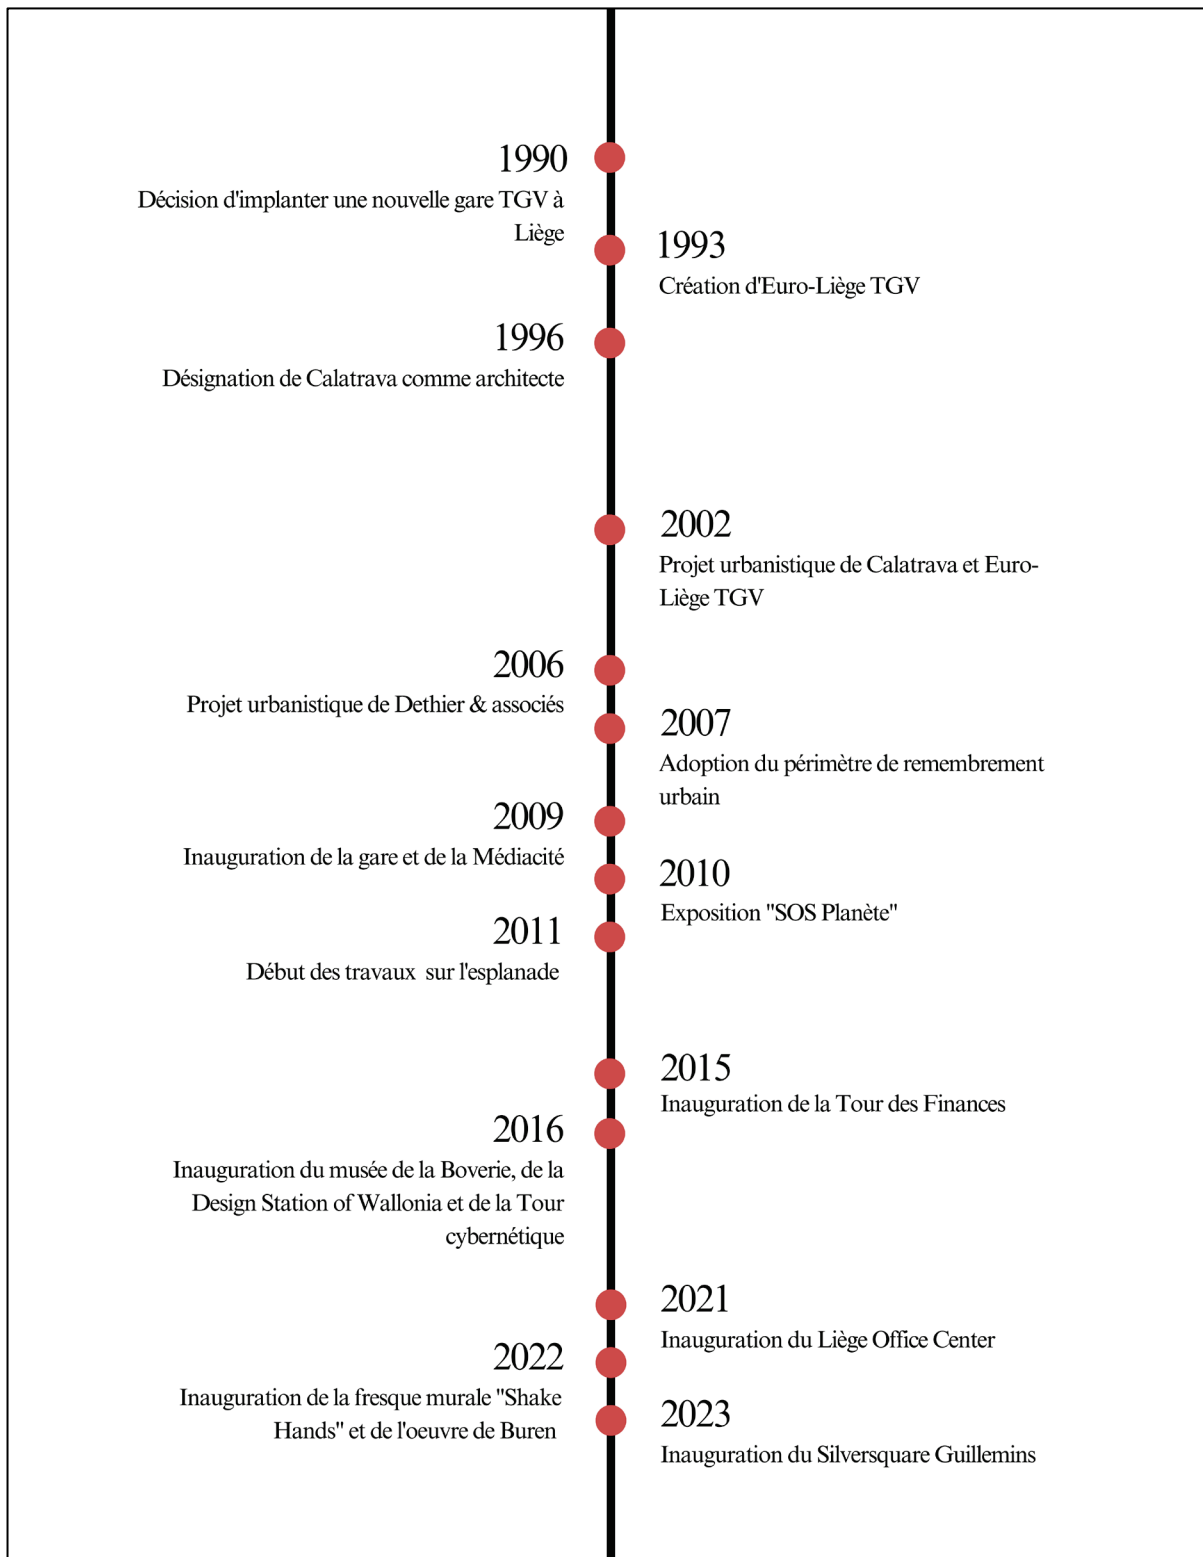 1990
Décision d'implanter une nouvelle gare TGV à
Liège
1993
Création d'Euro-Liège TGV
1996
Désignation de Calatrava comme architecte
2002
Projet urbanistique de Calatrava et Euro-
Liège TGV
2006
Projet urbanistique de Dethier & associés
2007
Adoption du périmètre de remembrement
urbain
2009
Inauguration de la gare et de la Médiacité
2010
Exposition "SOS Planète"
2011
Début des travaux  sur l'esplanade
2015
Inauguration de la Tour des Finances
2016
Inauguration du musée de la Boverie, de la
Design Station of Wallonia et de la Tour
cybernétique
2021
Inauguration du Liège Office Center
2022
Inauguration de la fresque murale "Shake
Hands" et de l'oeuvre de Buren
2023
Inauguration du Silversquare Guillemins